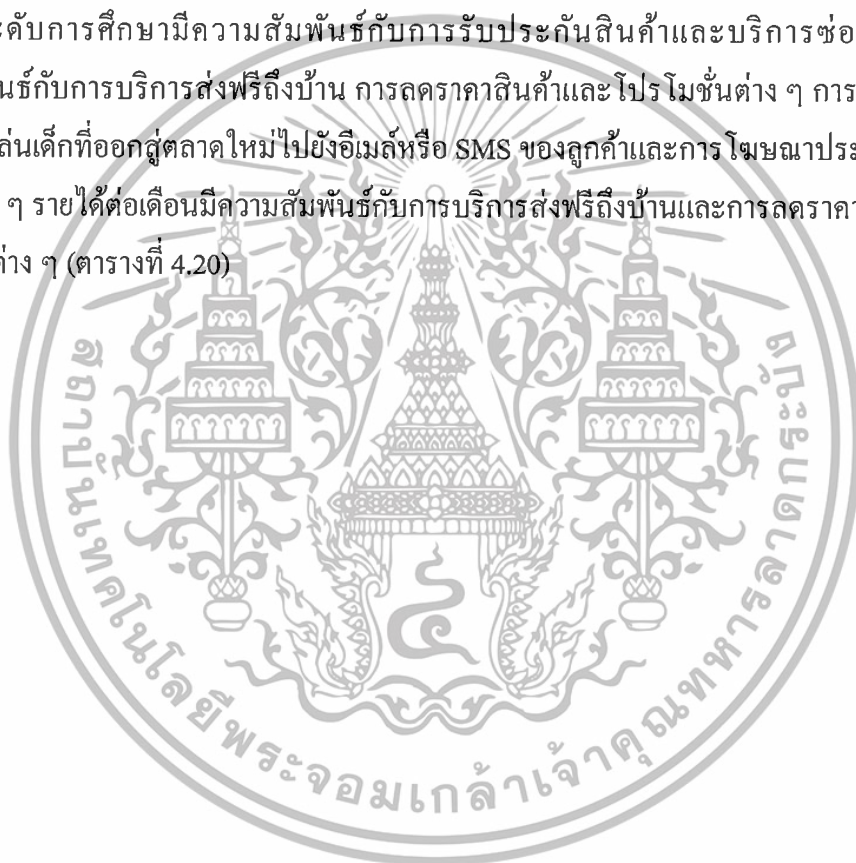 ะดับการศึกษามีความสัมพันธ์กับการรับประกันสินค้าและบริการซ่อ
นธ์กับการบริการส่งฟรีถึงบ้าน การลดราคาสินค้าและโปรโมชั่นต่าง ๆ การ
ล่นเด็กที่ออกสู่ตลาดใหม่ไปยังอีเมล์หรือ SMS ของลูกค้าและการโฆษณาประ
ๆ รายได้ต่อเดือนมีความสัมพันธ์กับการบริการส่งฟรีถึงบ้านและการลดราคา
ต่าง ๆ (ตารางที่ 4.20)
สถาบันเทคโนโลยีพระจอมเกล้าเจ้าคุณทหารลาดกระบัง